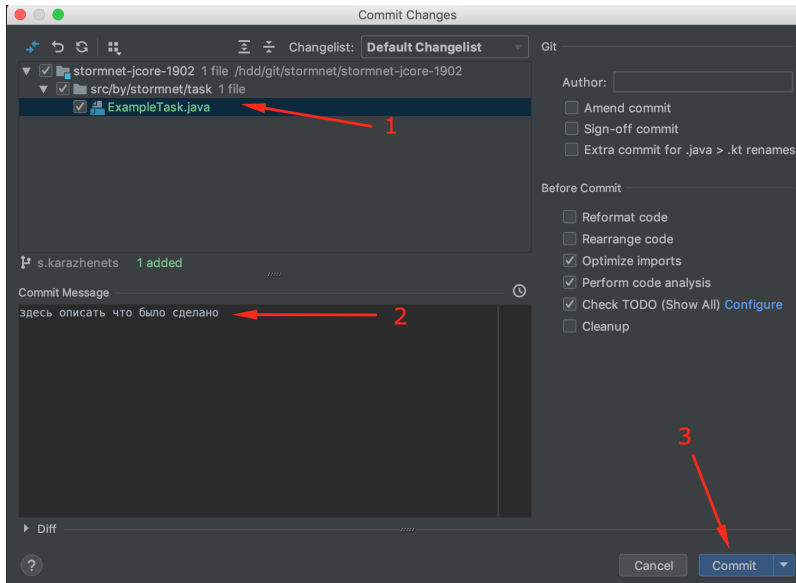 Commit Changes
Changelist: Default Changelist
stormnet-jcore-1902 1 file /hdd/git/stormnet/stormnet-jcore-1902
src/by/stormnet/task 1 file
ExampleTask.java
1
s.karazhenets 1 added
Commit Message
здесь описать что было сделано
2
Diff
Git
Author:
Amend commit
Sign-off commit
Extra commit for .java > .kt renames
Before Commit
Reformat code
Rearrange code
Optimize imports
Perform code analysis
Check TODO (Show All) Configure
Cleanup
3
? Cancel Commit